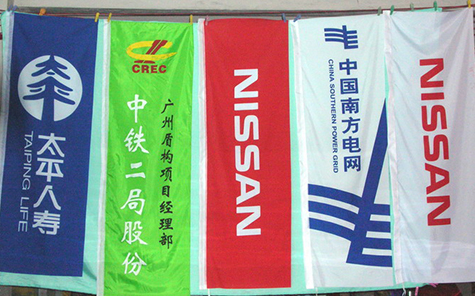 太平人寿
TAIPING LIFE
CREC
广州盾构项目经理部
中铁二局股份
NISSAN
中国南方电网
CHINA SOUTHERN POWER GRID
NISSAN